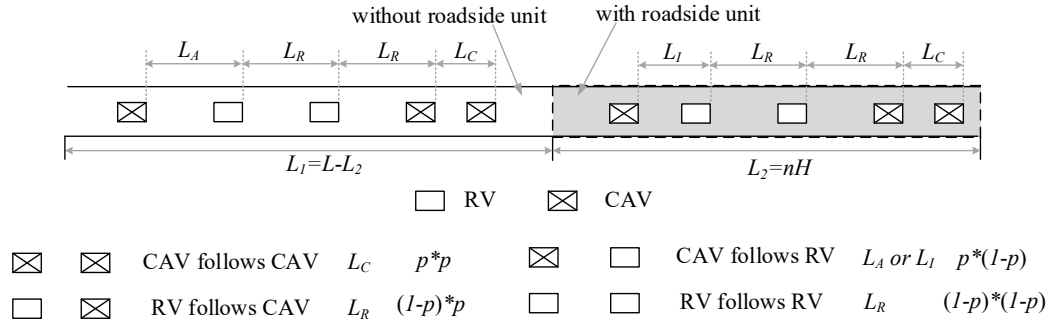 without roadside unit
with roadside unit
L_A L_R L_R L_C L_I L_R L_R L_C
L_1=L-L_2 L_2=nH
RV CAV
CAV follows CAV L_C p*p CAV follows RV L_A or L_I p*(1-p)
RV follows CAV L_R (1-p)*p RV follows RV L_R (1-p)*(1-p)